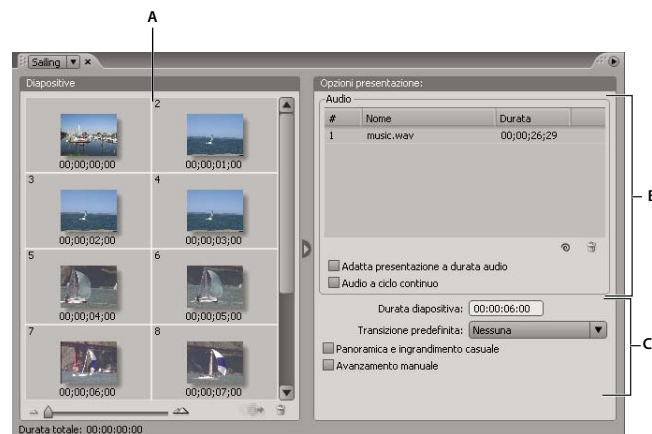 A
Sailing
Diapositive
2
00;00;00;00
00;00;01;00
3
4
00;00;02;00
00;00;03;00
5
6
00;00;04;00
00;00;05;00
7
8
00;00;06;00
00;00;07;00
Durata totale: 00:00:00:00
Opzioni presentazione:
Audio
# Nome Durata
1 music.wav 00;00;26;29
Adatta presentazione a durata audio
Audio a ciclo continuo
Durata diapositiva: 00:00:06:00
Transizione predefinita: Nessuna
Panoramica e ingrandimento casuale
Avanzamento manuale
B
C